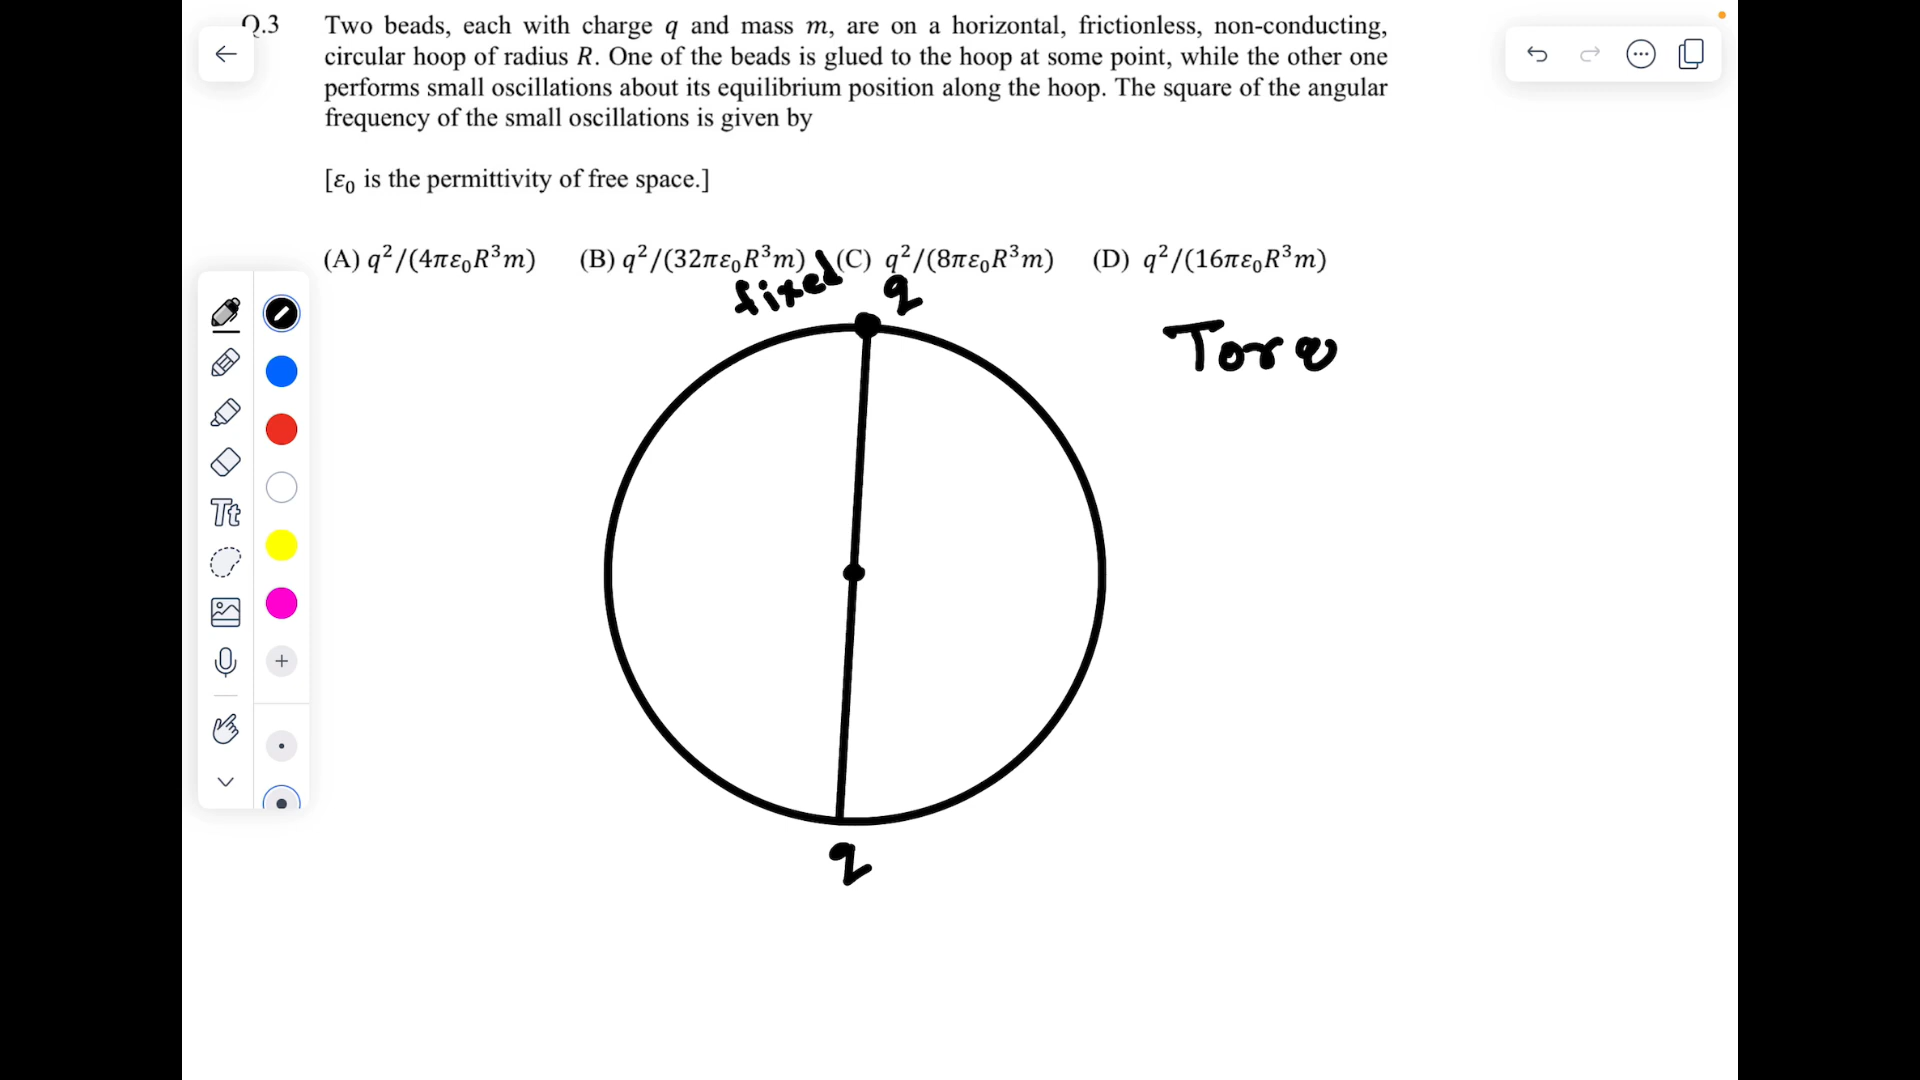 Q.3 Two beads, each with charge q and mass m, are on a horizontal, frictionless, non-conducting,
circular hoop of radius R. One of the beads is glued to the hoop at some point, while the other one
performs small oscillations about its equilibrium position along the hoop. The square of the angular
frequency of the small oscillations is given by
[ε₀ is the permittivity of free space.]
(A) q²/(4πε₀R³m) (B) q²/(32πε₀R³m) (C) q²/(8πε₀R³m) (D) q²/(16πε₀R³m)
fixed q
Torq
Tt
q